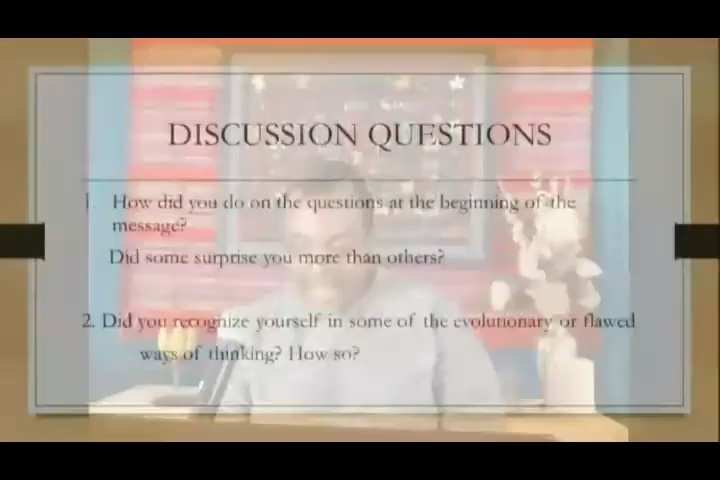 DISCUSSION QUESTIONS
1. How did you do on the questions at the beginning of the
message?
Did some surprise you more than others?
2. Did you recognize yourself in some of the evolutionary or flawed
ways of thinking? How so?